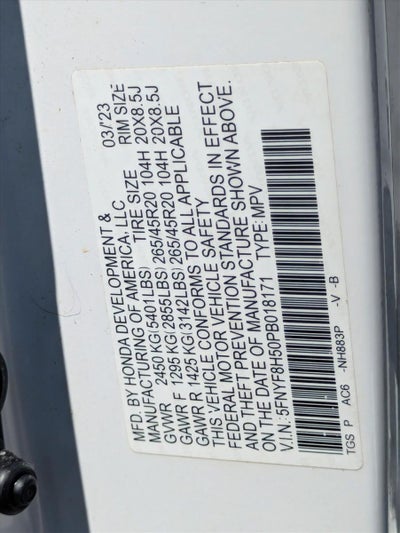 MFD. BY HONDA DEVELOPMENT & 03/'23
MANUFACTURING OF AMERICA, LLC
TIRE SIZE RIM SIZE
GVWR 2450 KG(5401LBS)
GAWR F 1295 KG(2855LBS) 265/45R20 104H 20X8.5J
GAWR R 1425 KG(3142LBS) 265/45R20 104H 20X8.5J
THIS VEHICLE CONFORMS TO ALL APPLICABLE
FEDERAL MOTOR VEHICLE SAFETY
AND THEFT PREVENTION STANDARDS IN EFFECT
ON THE DATE OF MANUFACTURE SHOWN ABOVE.
V.I.N.:5FNYF8H50PB018171 TYPE:MPV
TGS P AC6 -NH883P -V -B